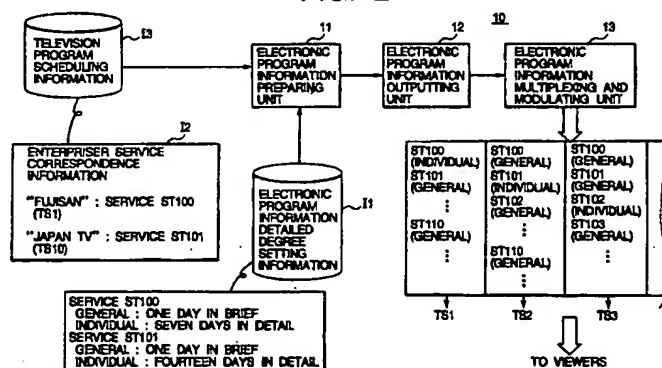 10
I3
TELEVISION
PROGRAM
SCHEDULING
INFORMATION
11
ELECTRONIC
PROGRAM
INFORMATION
PREPARING
UNIT
12
ELECTRONIC
PROGRAM
INFORMATION
OUTPUTTING
UNIT
13
ELECTRONIC
PROGRAM
INFORMATION
MULTIPLEXING AND
MODULATING UNIT
I2
ENTERPRISER SERVICE
CORRESPONDENCE
INFORMATION
"FUJISAN" : SERVICE ST100
(TS1)
"JAPAN TV" : SERVICE ST101
(TS10)
I1
ELECTRONIC
PROGRAM
INFORMATION
DETAILED
DEGREE
SETTING
INFORMATION
SERVICE ST100
GENERAL : ONE DAY IN BRIEF
INDIVIDUAL : SEVEN DAYS IN DETAIL
SERVICE ST101
GENERAL : ONE DAY IN BRIEF
INDIVIDUAL : FOURTEEN DAYS IN DETAIL
ST100
(INDIVIDUAL)
ST101
(GENERAL)
ST110
(GENERAL)
TS1
ST100
(GENERAL)
ST101
(INDIVIDUAL)
ST102
(GENERAL)
ST110
(GENERAL)
TS2
ST100
(GENERAL)
ST101
(GENERAL)
ST102
(INDIVIDUAL)
ST103
(GENERAL)
TS3
TO VIEWERS